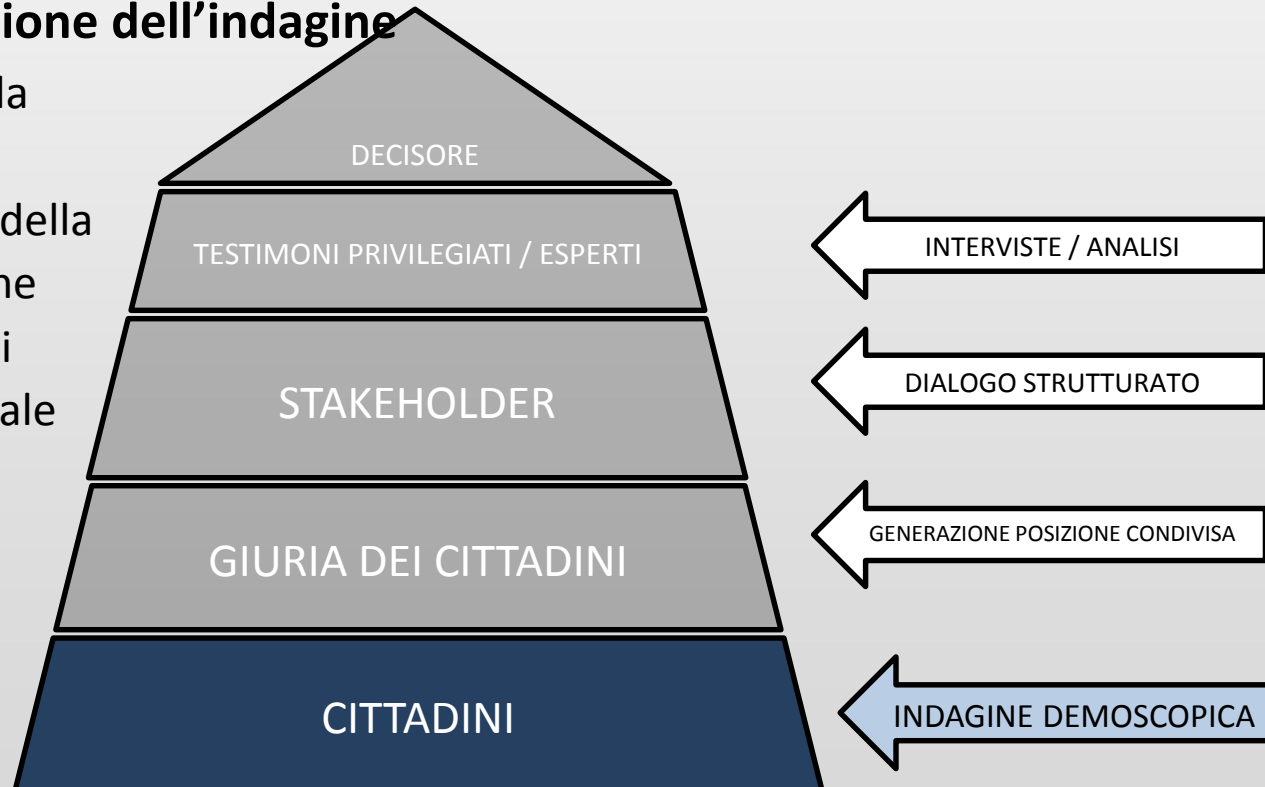 ione dell’indagine
la
della
ne
i
ale
DECISORE
TESTIMONI PRIVILEGIATI / ESPERTI
INTERVISTE / ANALISI
STAKEHOLDER
DIALOGO STRUTTURATO
GIURIA DEI CITTADINI
GENERAZIONE POSIZIONE CONDIVISA
CITTADINI
INDAGINE DEMOSCOPICA